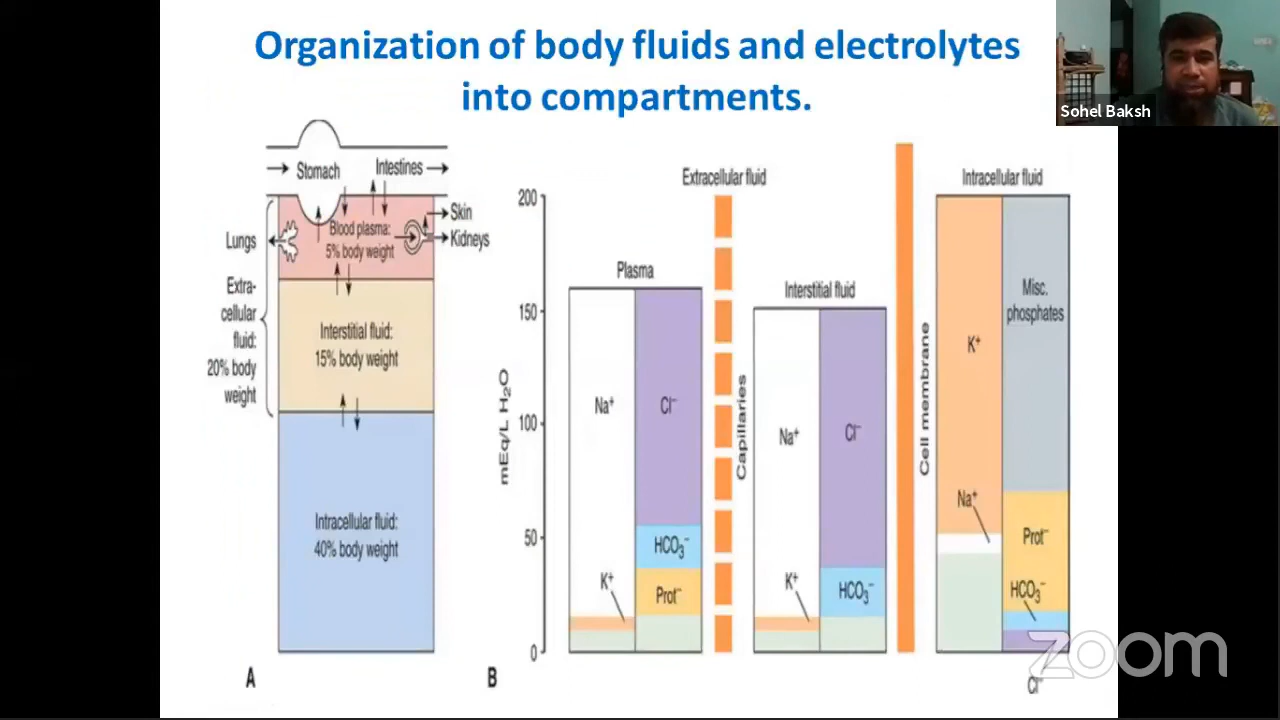 Organization of body fluids and electrolytes
into compartments.
Sohel Baksh
Stomach
Intestines
Skin
Kidneys
Lungs
Blood plasma:
5% body weight
Extra-
cellular
fluid:
20% body
weight
Interstitial fluid:
15% body weight
Intracellular fluid:
40% body weight
A
Extracellular fluid
Intracellular fluid
Plasma
Interstitial fluid
200
150
100
50
0
mEq/L H₂O
Na⁺
Cl⁻
HCO₃⁻
K⁺
Prot⁻
Capillaries
Na⁺
Cl⁻
K⁺
HCO₃⁻
Cell membrane
K⁺
Misc.
phosphates
Na⁺
Prot⁻
HCO₃⁻
Cl⁻
B
zoom